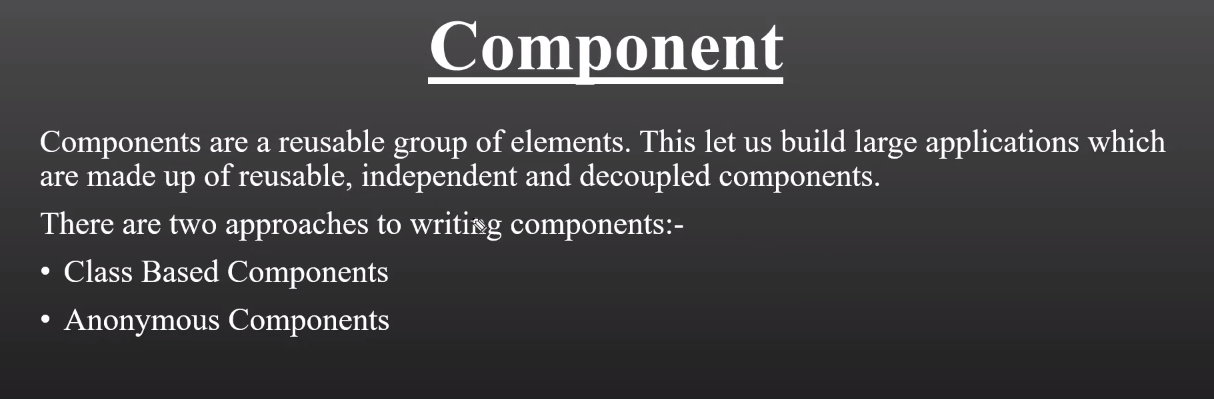 Component
Components are a reusable group of elements. This let us build large applications which
are made up of reusable, independent and decoupled components.
There are two approaches to writing components:-
• Class Based Components
• Anonymous Components